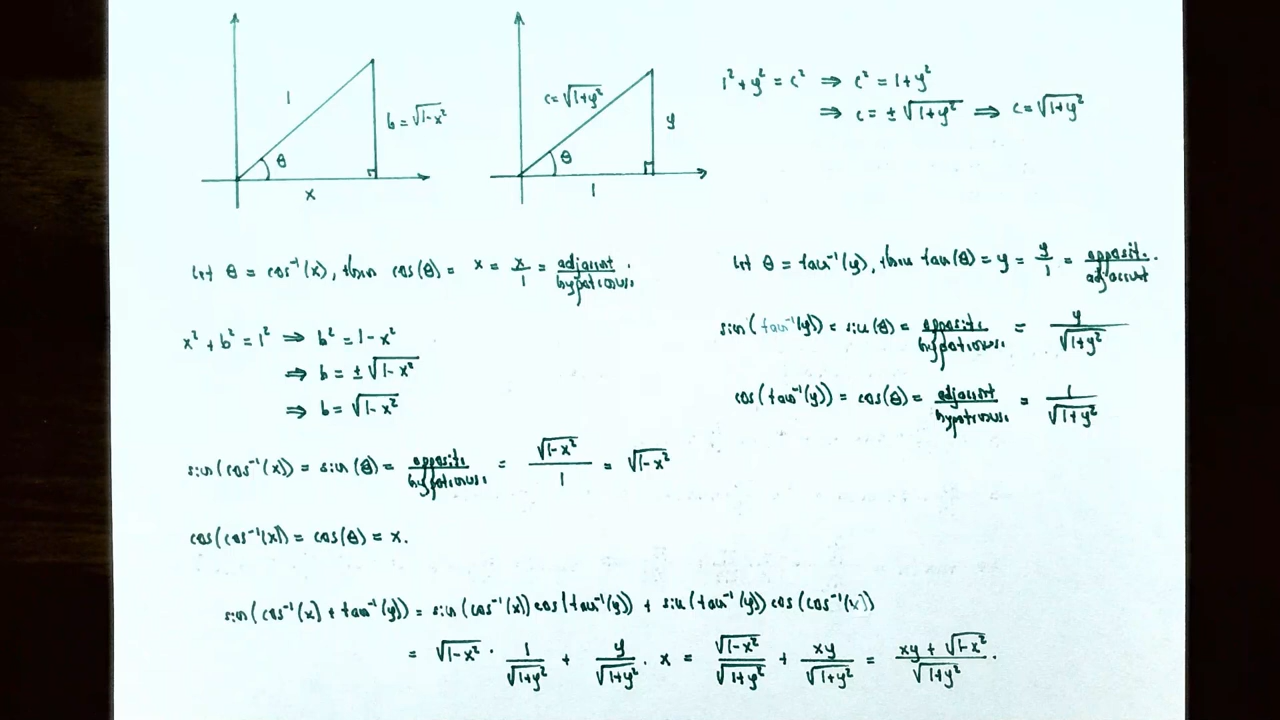 1
b = √(1-x²)
θ
x
c = √(1+y²)
y
θ
1
1² + y² = c² ⇒ c² = 1 + y²
⇒ c = ± √(1+y²) ⇒ c = √(1+y²)
Let θ = cos⁻¹(x), then cos(θ) = x = x/1 = adjacent/hypotenuse.
x² + b² = 1² ⇒ b² = 1 - x²
⇒ b = ± √(1-x²)
⇒ b = √(1-x²)
sin(cos⁻¹(x)) = sin(θ) = opposite/hypotenuse = √(1-x²)/1 = √(1-x²)
cos(cos⁻¹(x)) = cos(θ) = x.
Let θ = tan⁻¹(y), then tan(θ) = y = y/1 = opposite/adjacent.
sin(tan⁻¹(y)) = sin(θ) = opposite/hypotenuse = y/√(1+y²)
cos(tan⁻¹(y)) = cos(θ) = adjacent/hypotenuse = 1/√(1+y²)
sin(cos⁻¹(x) + tan⁻¹(y)) = sin(cos⁻¹(x)) cos(tan⁻¹(y)) + sin(tan⁻¹(y)) cos(cos⁻¹(x))
= √(1-x²) · 1/√(1+y²) + y/√(1+y²) · x = √(1-x²)/√(1+y²) + xy/√(1+y²) = (xy + √(1-x²))/√(1+y²).